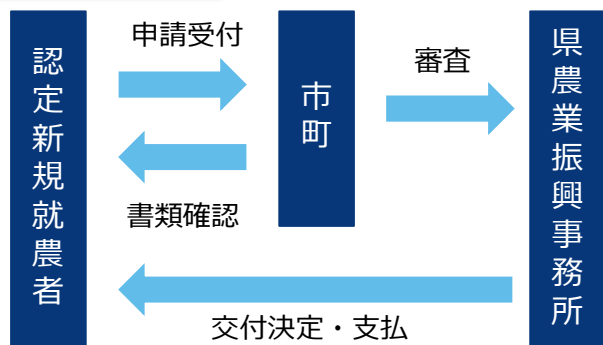 認定新規就農者
申請受付
書類確認
市町
審査
県農業振興事務所
交付決定・支払